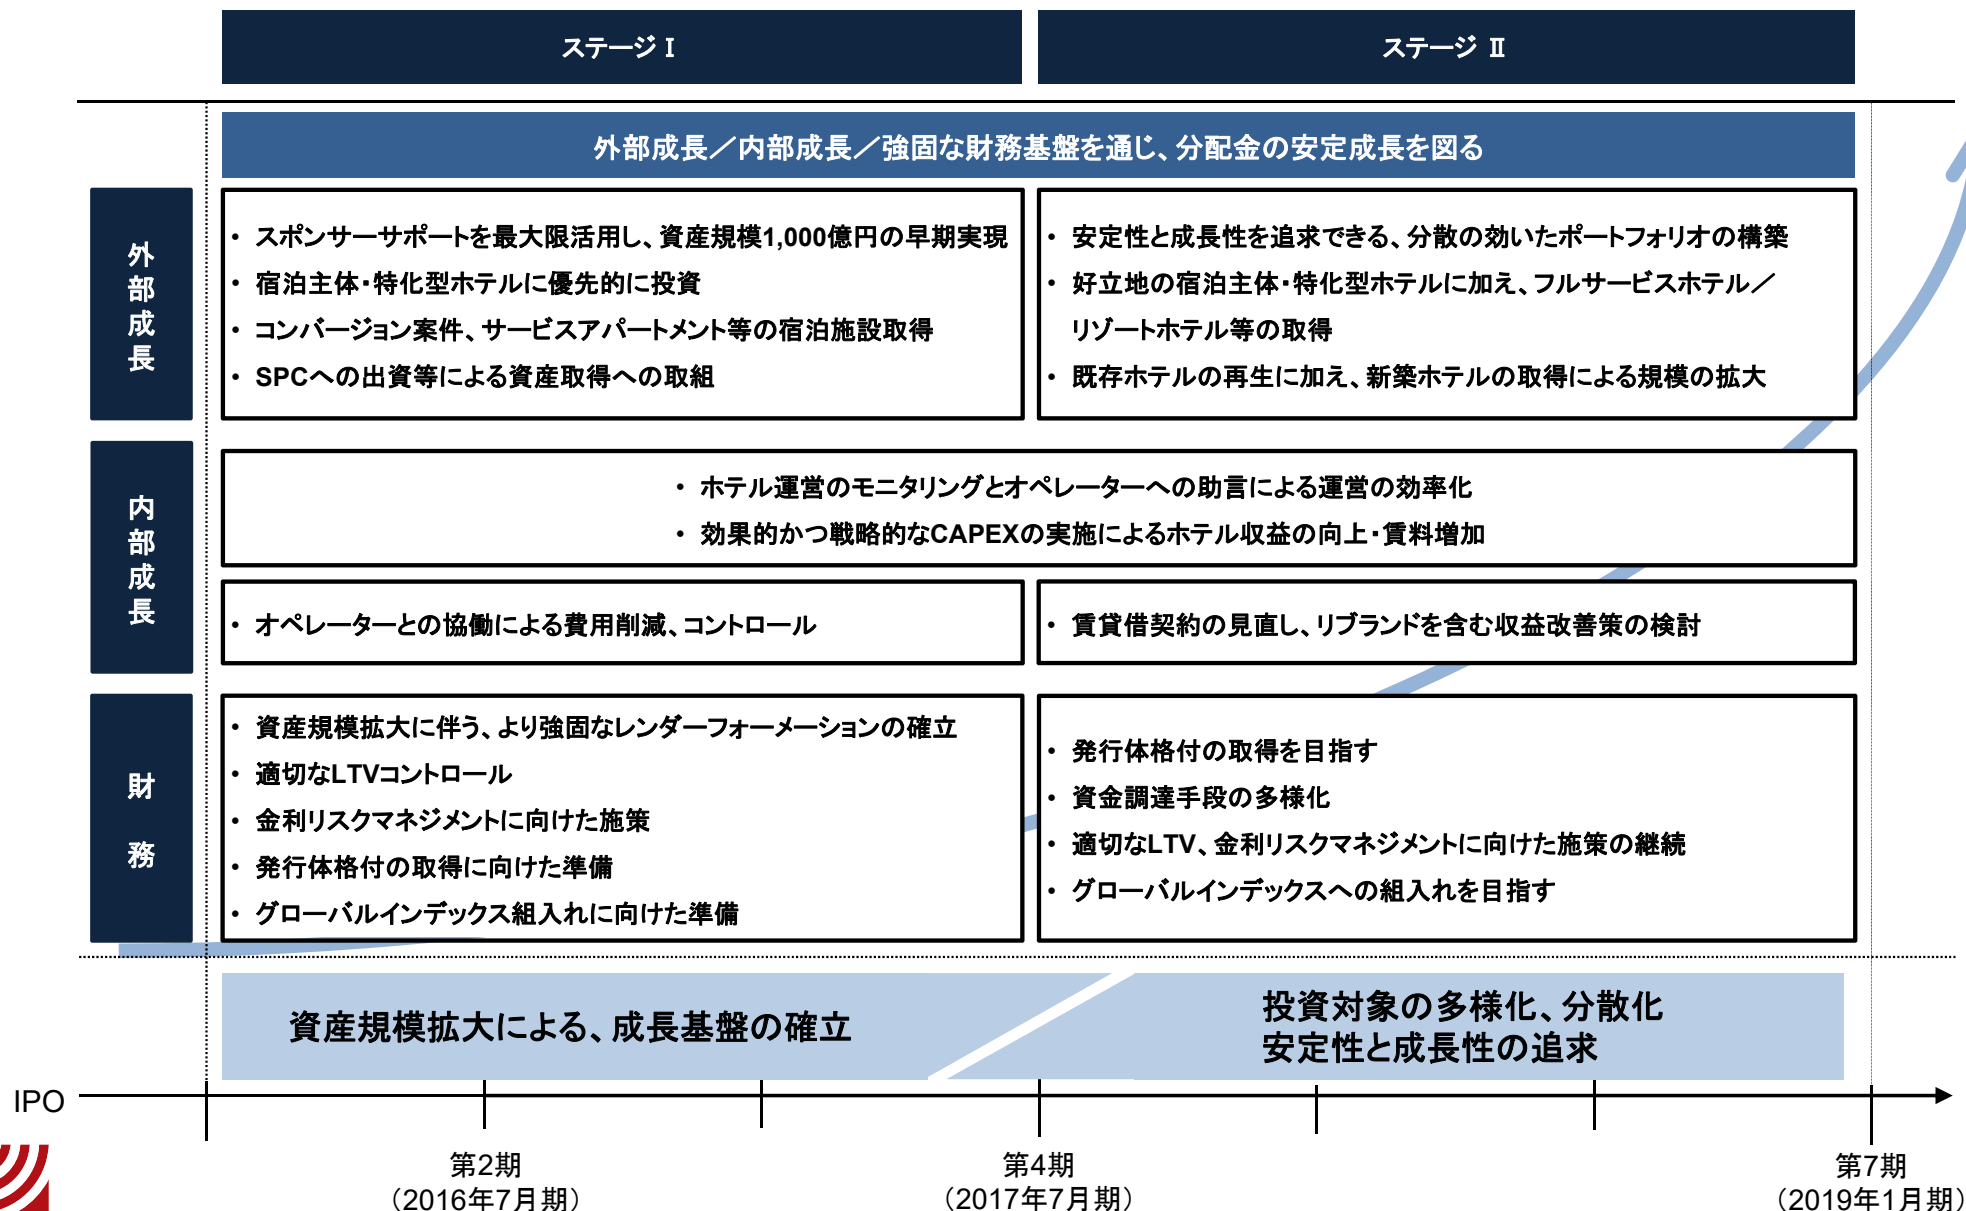 ステージ Ⅰ
ステージ Ⅱ
外部成長／内部成長／強固な財務基盤を通じ、分配金の安定成長を図る
外部成長
・ スポンサーサポートを最大限活用し、資産規模1,000億円の早期実現
・ 宿泊主体・特化型ホテルに優先的に投資
・ コンバージョン案件、サービスアパートメント等の宿泊施設取得
・ SPCへの出資等による資産取得への取組
・ 安定性と成長性を追求できる、分散の効いたポートフォリオの構築
・ 好立地の宿泊主体・特化型ホテルに加え、フルサービスホテル／
リゾートホテル等の取得
・ 既存ホテルの再生に加え、新築ホテルの取得による規模の拡大
内部成長
・ ホテル運営のモニタリングとオペレーターへの助言による運営の効率化
・ 効果的かつ戦略的なCAPEXの実施によるホテル収益の向上・賃料増加
・ オペレーターとの協働による費用削減、コントロール
・ 賃貸借契約の見直し、リブランドを含む収益改善策の検討
財務
・ 資産規模拡大に伴う、より強固なレンダーフォーメーションの確立
・ 適切なLTVコントロール
・ 金利リスクマネジメントに向けた施策
・ 発行体格付の取得に向けた準備
・ グローバルインデックス組入れに向けた準備
・ 発行体格付の取得を目指す
・ 資金調達手段の多様化
・ 適切なLTV、金利リスクマネジメントに向けた施策の継続
・ グローバルインデックスへの組入れを目指す
資産規模拡大による、成長基盤の確立
投資対象の多様化、分散化
安定性と成長性の追求
IPO
第2期
（2016年7月期）
第4期
（2017年7月期）
第7期
（2019年1月期）